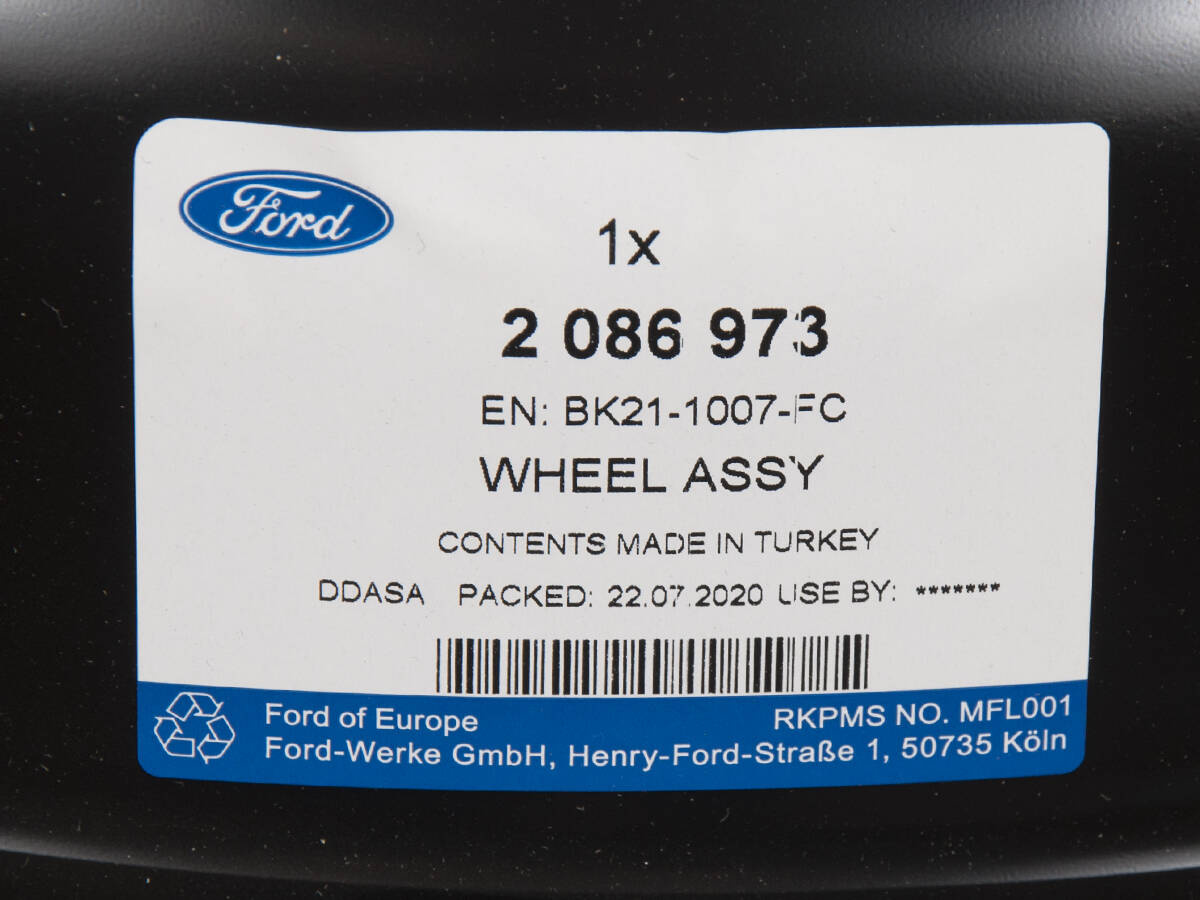 Ford
1x
2 086 973
EN: BK21-1007-FC
WHEEL ASSY
CONTENTS MADE IN TURKEY
DDASA PACKED: 22.07.2020 USE BY: *******
Ford of Europe RKPMS NO. MFL001
Ford-Werke GmbH, Henry-Ford-Straße 1, 50735 Köln